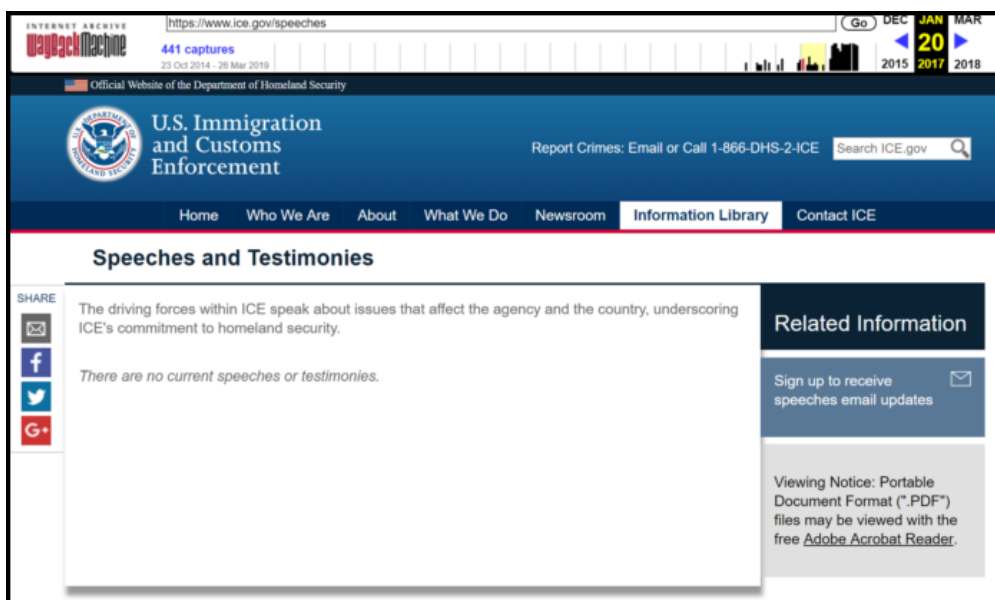 INTERNET ARCHIVE
WayBackMachine
https://www.ice.gov/speeches
Go
DEC JAN MAR
441 captures
20
23 Oct 2014 - 26 Mar 2019
2015 2017 2018
Official Website of the Department of Homeland Security
U.S. DEPARTMENT OF HOMELAND SECURITY
U.S. Immigration
and Customs
Enforcement
Report Crimes: Email or Call 1-866-DHS-2-ICE
Search ICE.gov
Home Who We Are About What We Do Newsroom Information Library Contact ICE
Speeches and Testimonies
SHARE
The driving forces within ICE speak about issues that affect the agency and the country, underscoring
ICE's commitment to homeland security.
There are no current speeches or testimonies.
f
G+
Related Information
Sign up to receive
speeches email updates
Viewing Notice: Portable
Document Format (".PDF")
files may be viewed with the
free Adobe Acrobat Reader.